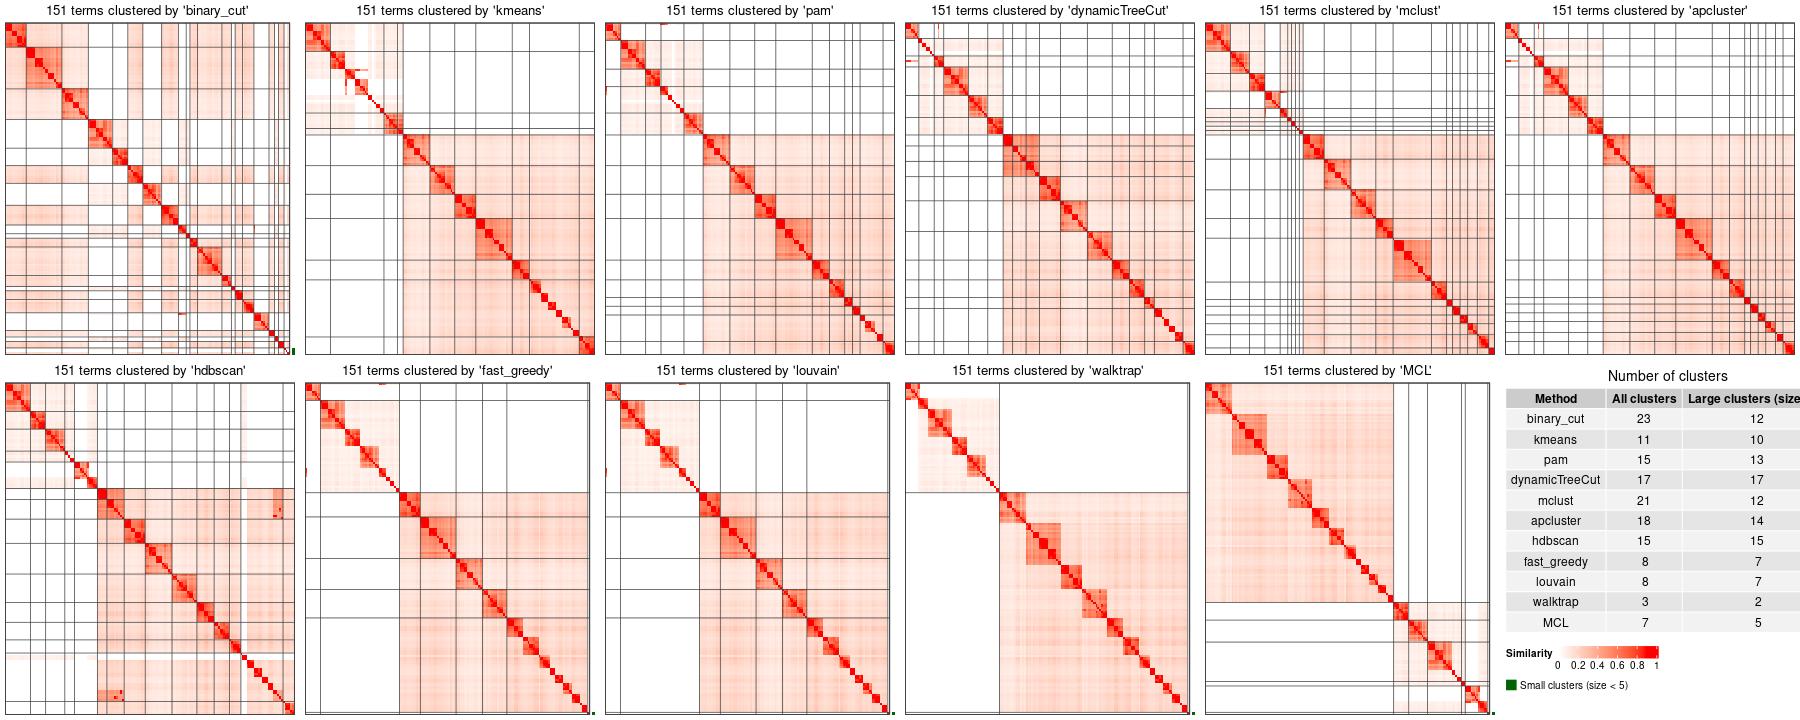 151 terms clustered by 'binary_cut'
151 terms clustered by 'kmeans'
151 terms clustered by 'pam'
151 terms clustered by 'dynamicTreeCut'
151 terms clustered by 'mclust'
151 terms clustered by 'apcluster'
151 terms clustered by 'hdbscan'
151 terms clustered by 'fast_greedy'
151 terms clustered by 'louvain'
151 terms clustered by 'walktrap'
151 terms clustered by 'MCL'
Number of clusters
Method All clusters Large clusters (size
binary_cut 23 12
kmeans 11 10
pam 15 13
dynamicTreeCut 17 17
mclust 21 12
apcluster 18 14
hdbscan 15 15
fast_greedy 8 7
louvain 8 7
walktrap 3 2
MCL 7 5
Similarity
0 0.2 0.4 0.6 0.8 1
Small clusters (size < 5)